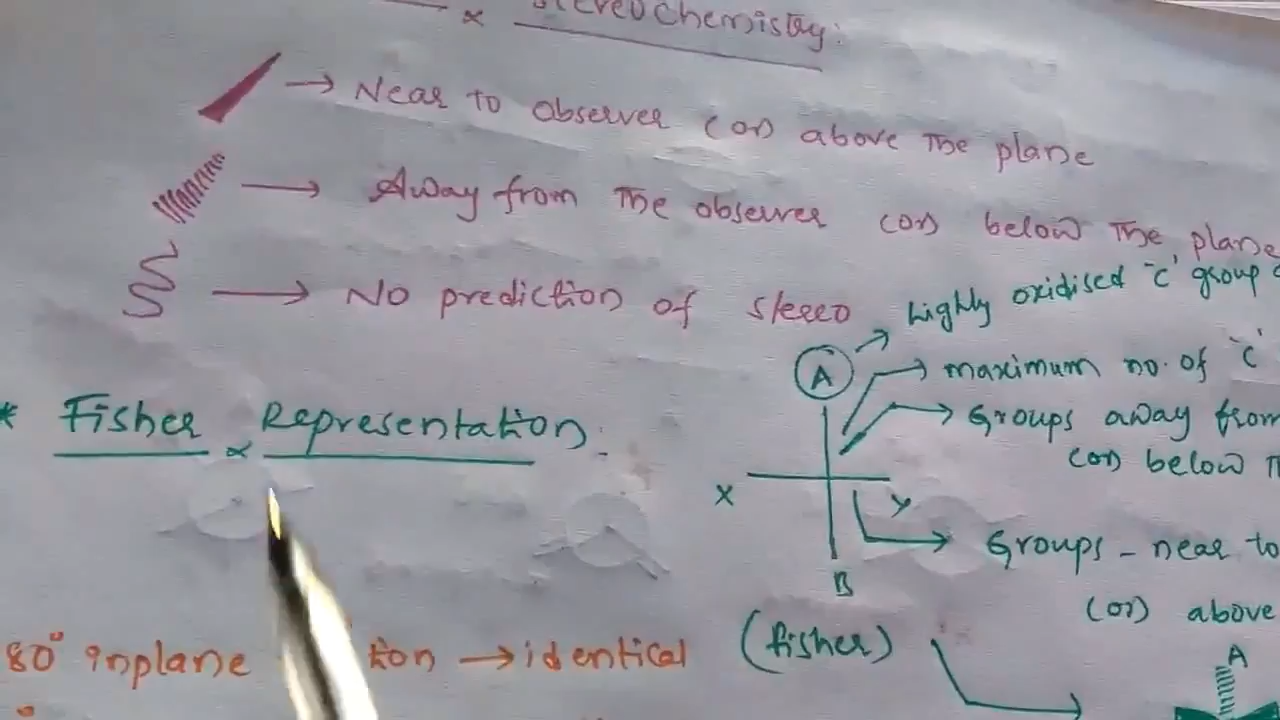 Stereochemistry:
→ Near to observer (or) above The plane
→ Away from The observer (or) below The plane
→ No prediction of stereo
highly oxidised 'c' group
A
maximum no. of 'c'
* Fisher Representation:
Groups away from
(or) below
X
y
Groups - near to
B
(or) above
80° inplane → identical
(fisher)
A